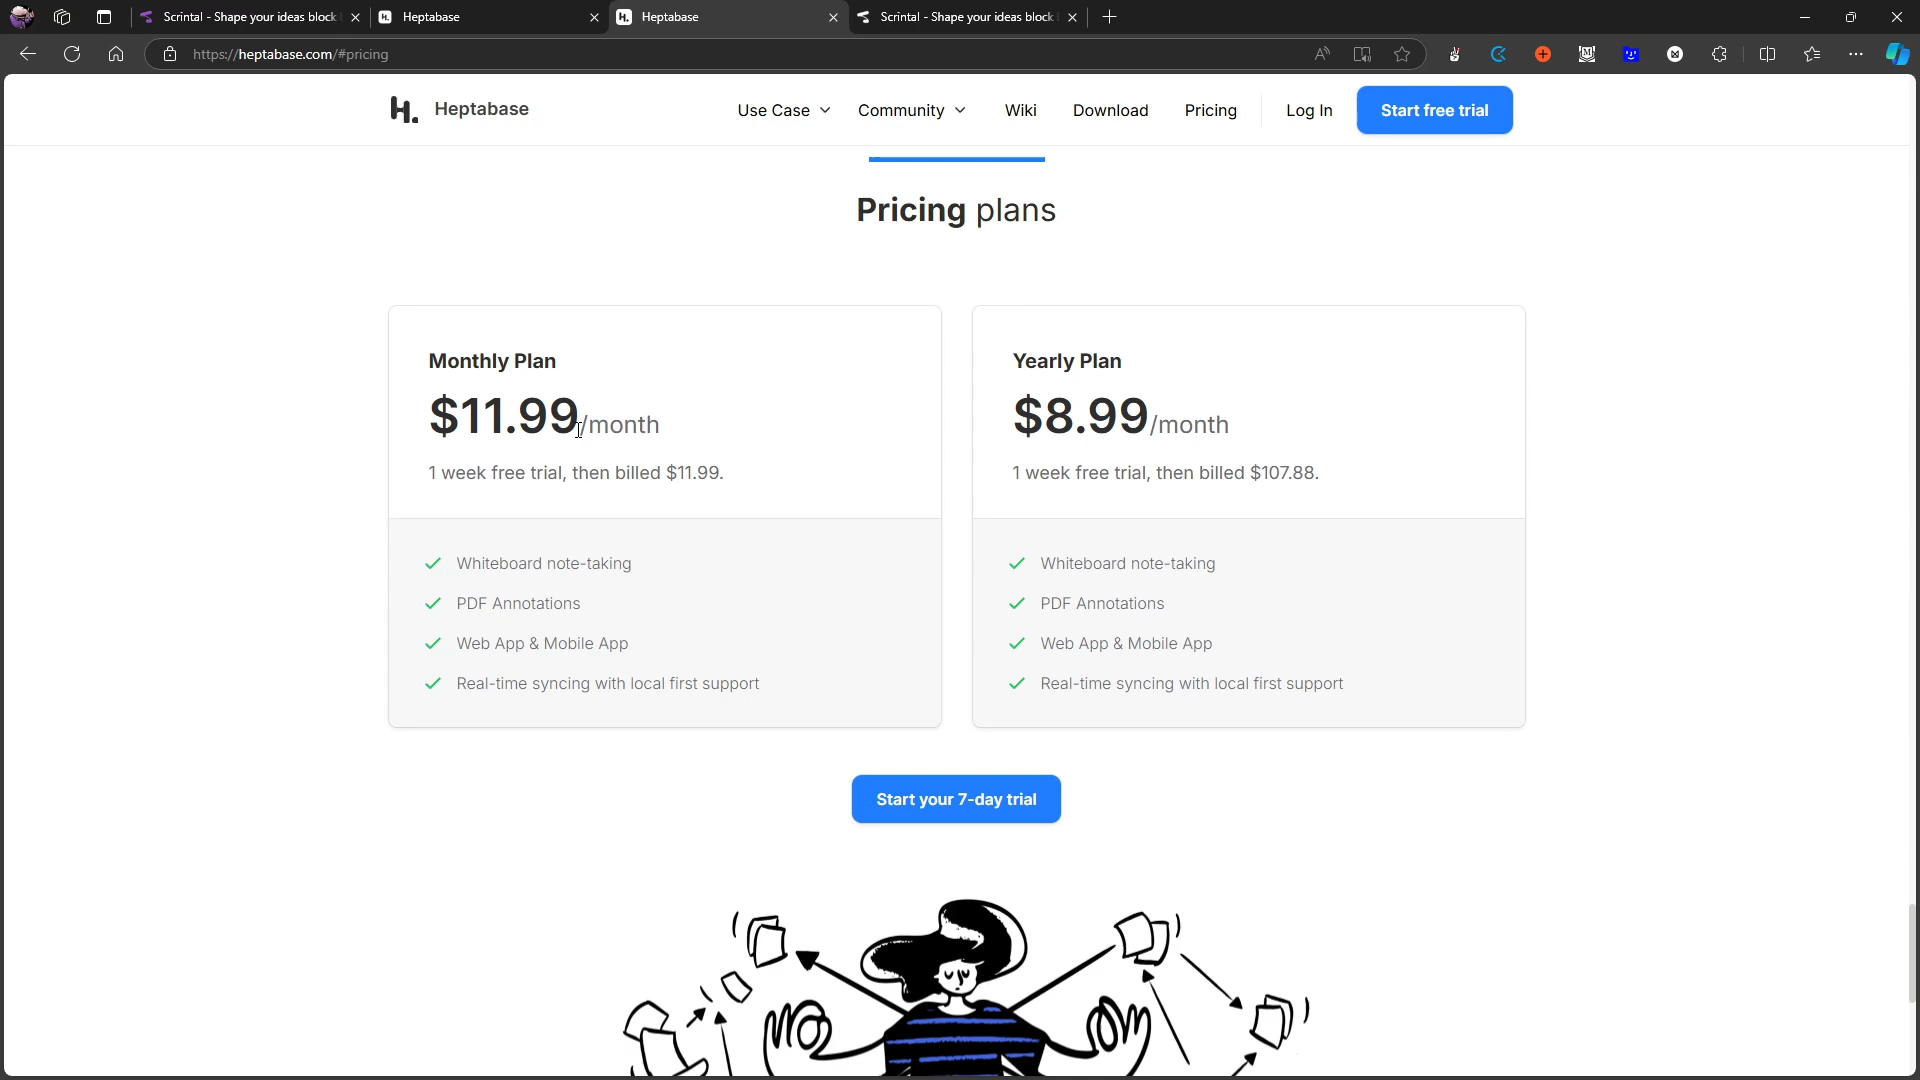 Scrintal - Shape your ideas block
Heptabase
Heptabase
Scrintal - Shape your ideas block
https://heptabase.com/#pricing
H. Heptabase
Use Case
Community
Wiki
Download
Pricing
Log In
Start free trial
Pricing plans
Monthly Plan
$11.99/month
1 week free trial, then billed $11.99.
Whiteboard note-taking
PDF Annotations
Web App & Mobile App
Real-time syncing with local first support
Yearly Plan
$8.99/month
1 week free trial, then billed $107.88.
Whiteboard note-taking
PDF Annotations
Web App & Mobile App
Real-time syncing with local first support
Start your 7-day trial